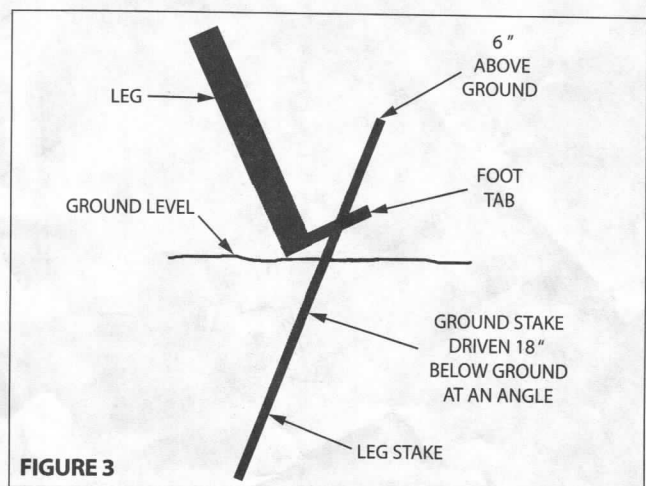 6"
ABOVE
GROUND
LEG
FOOT
TAB
GROUND LEVEL
GROUND STAKE
DRIVEN 18"
BELOW GROUND
AT AN ANGLE
LEG STAKE
FIGURE 3